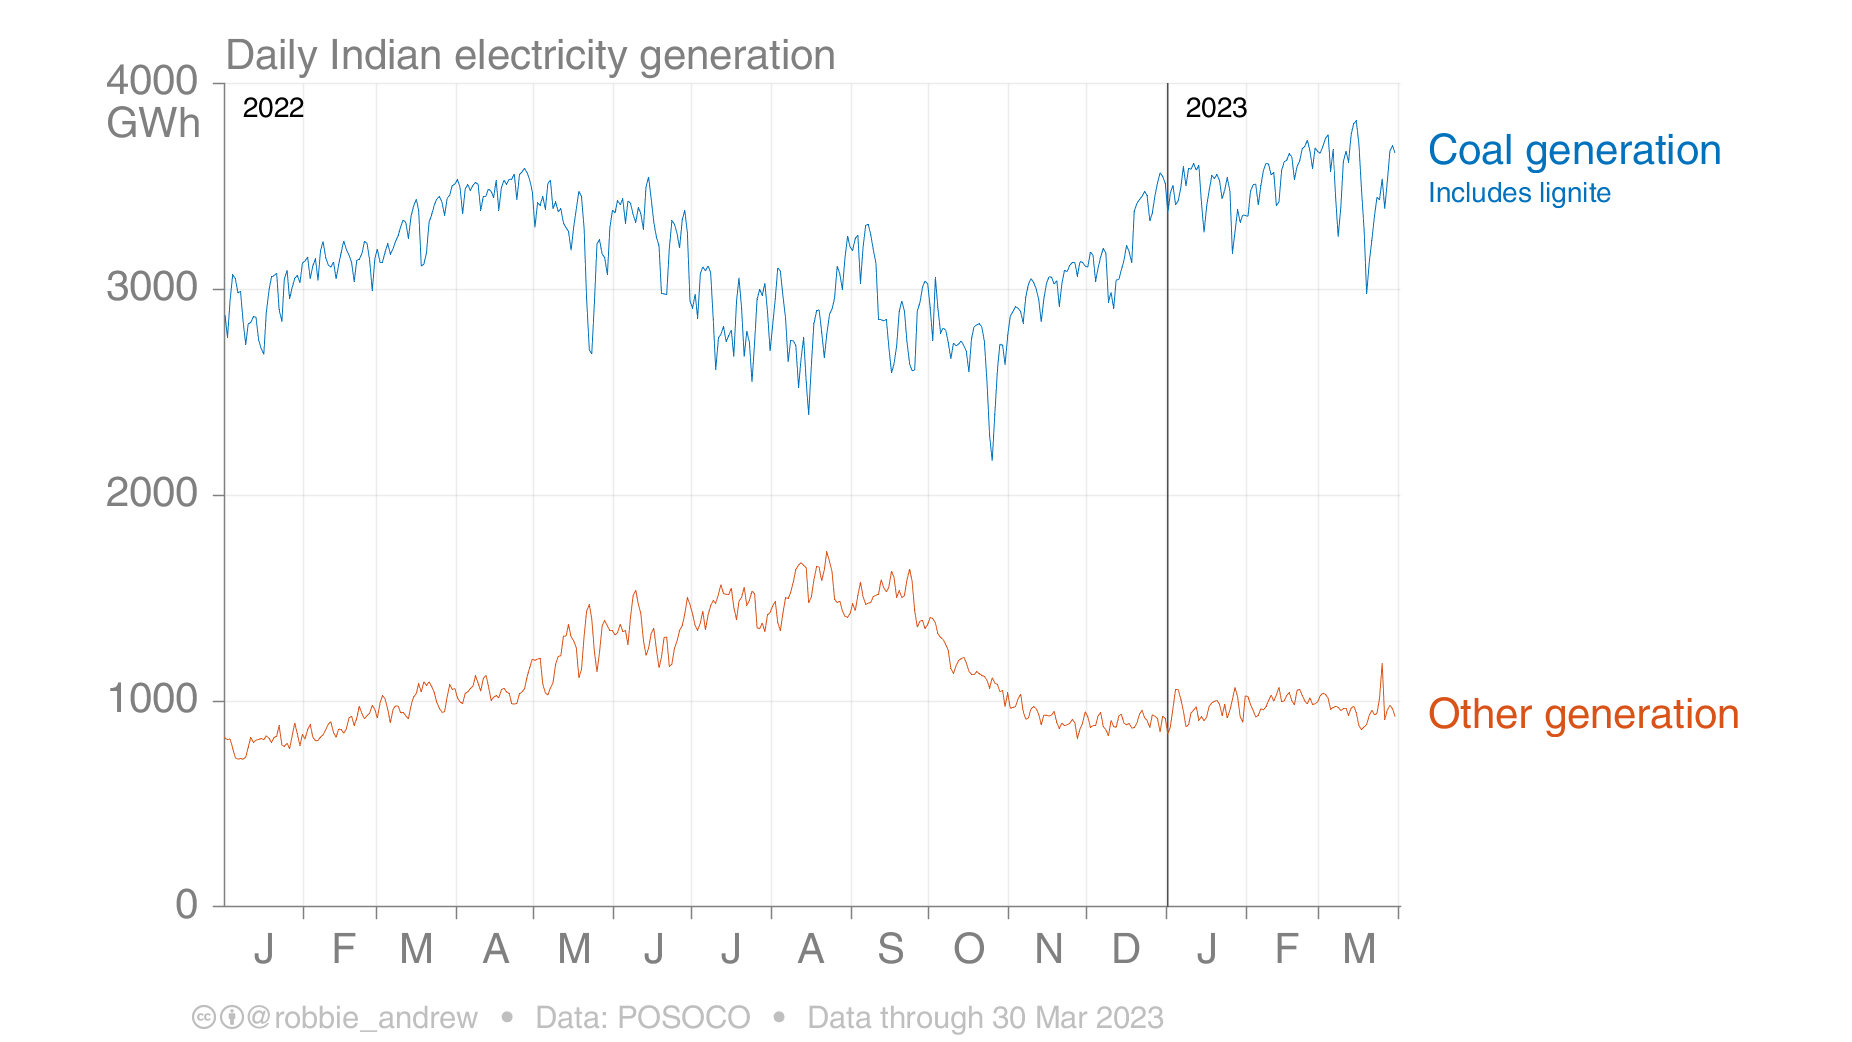 Daily Indian electricity generation
4000
GWh
2022
2023
Coal generation
Includes lignite
3000
2000
1000
Other generation
0
J F M A M J J A S O N D J F M
@robbie_andrew • Data: POSOCO • Data through 30 Mar 2023